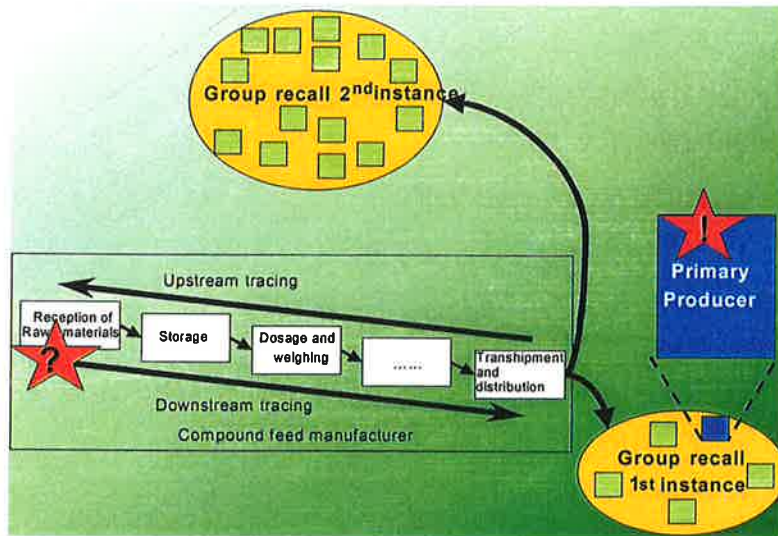 Group recall 2nd instance
!
Primary
Producer
Upstream tracing
Reception of
Raw materials
?
Storage
Dosage and
weighing
......
Transhipment
and
distribution
Downstream tracing
Compound feed manufacturer
Group recall
1st instance